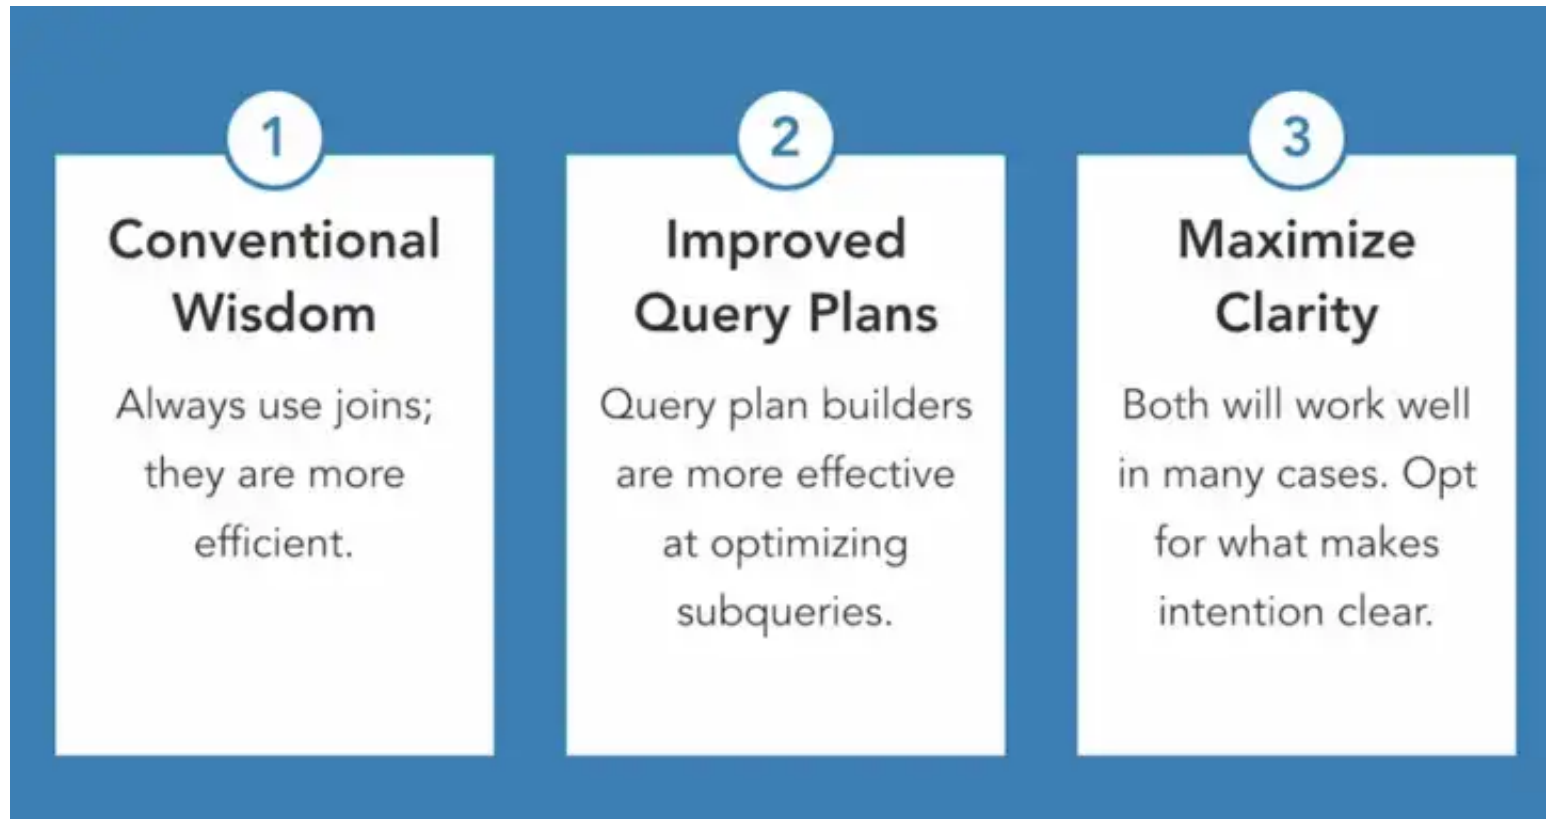 1
Conventional
Wisdom
Always use joins;
they are more
efficient.
2
Improved
Query Plans
Query plan builders
are more effective
at optimizing
subqueries.
3
Maximize
Clarity
Both will work well
in many cases. Opt
for what makes
intention clear.